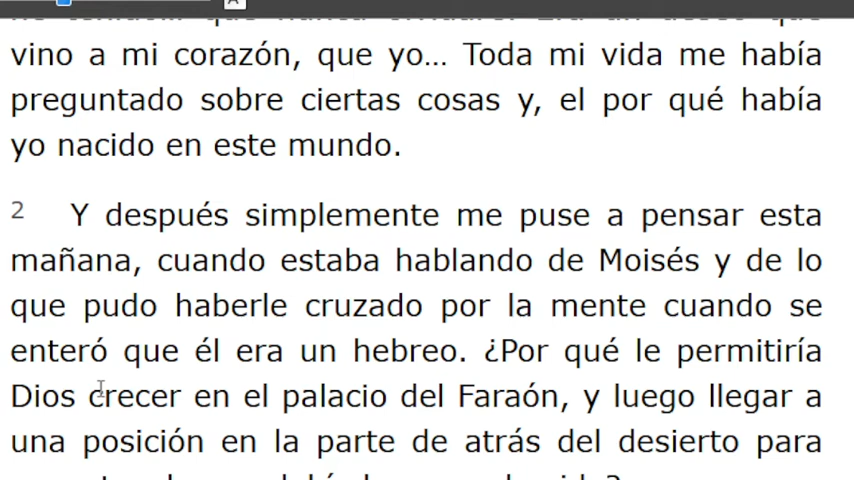 vino a mi corazón, que yo... Toda mi vida me había
preguntado sobre ciertas cosas y, el por qué había
yo nacido en este mundo.
2 Y después simplemente me puse a pensar esta
mañana, cuando estaba hablando de Moisés y de lo
que pudo haberle cruzado por la mente cuando se
enteró que él era un hebreo. ¿Por qué le permitiría
Dios crecer en el palacio del Faraón, y luego llegar a
una posición en la parte de atrás del desierto para